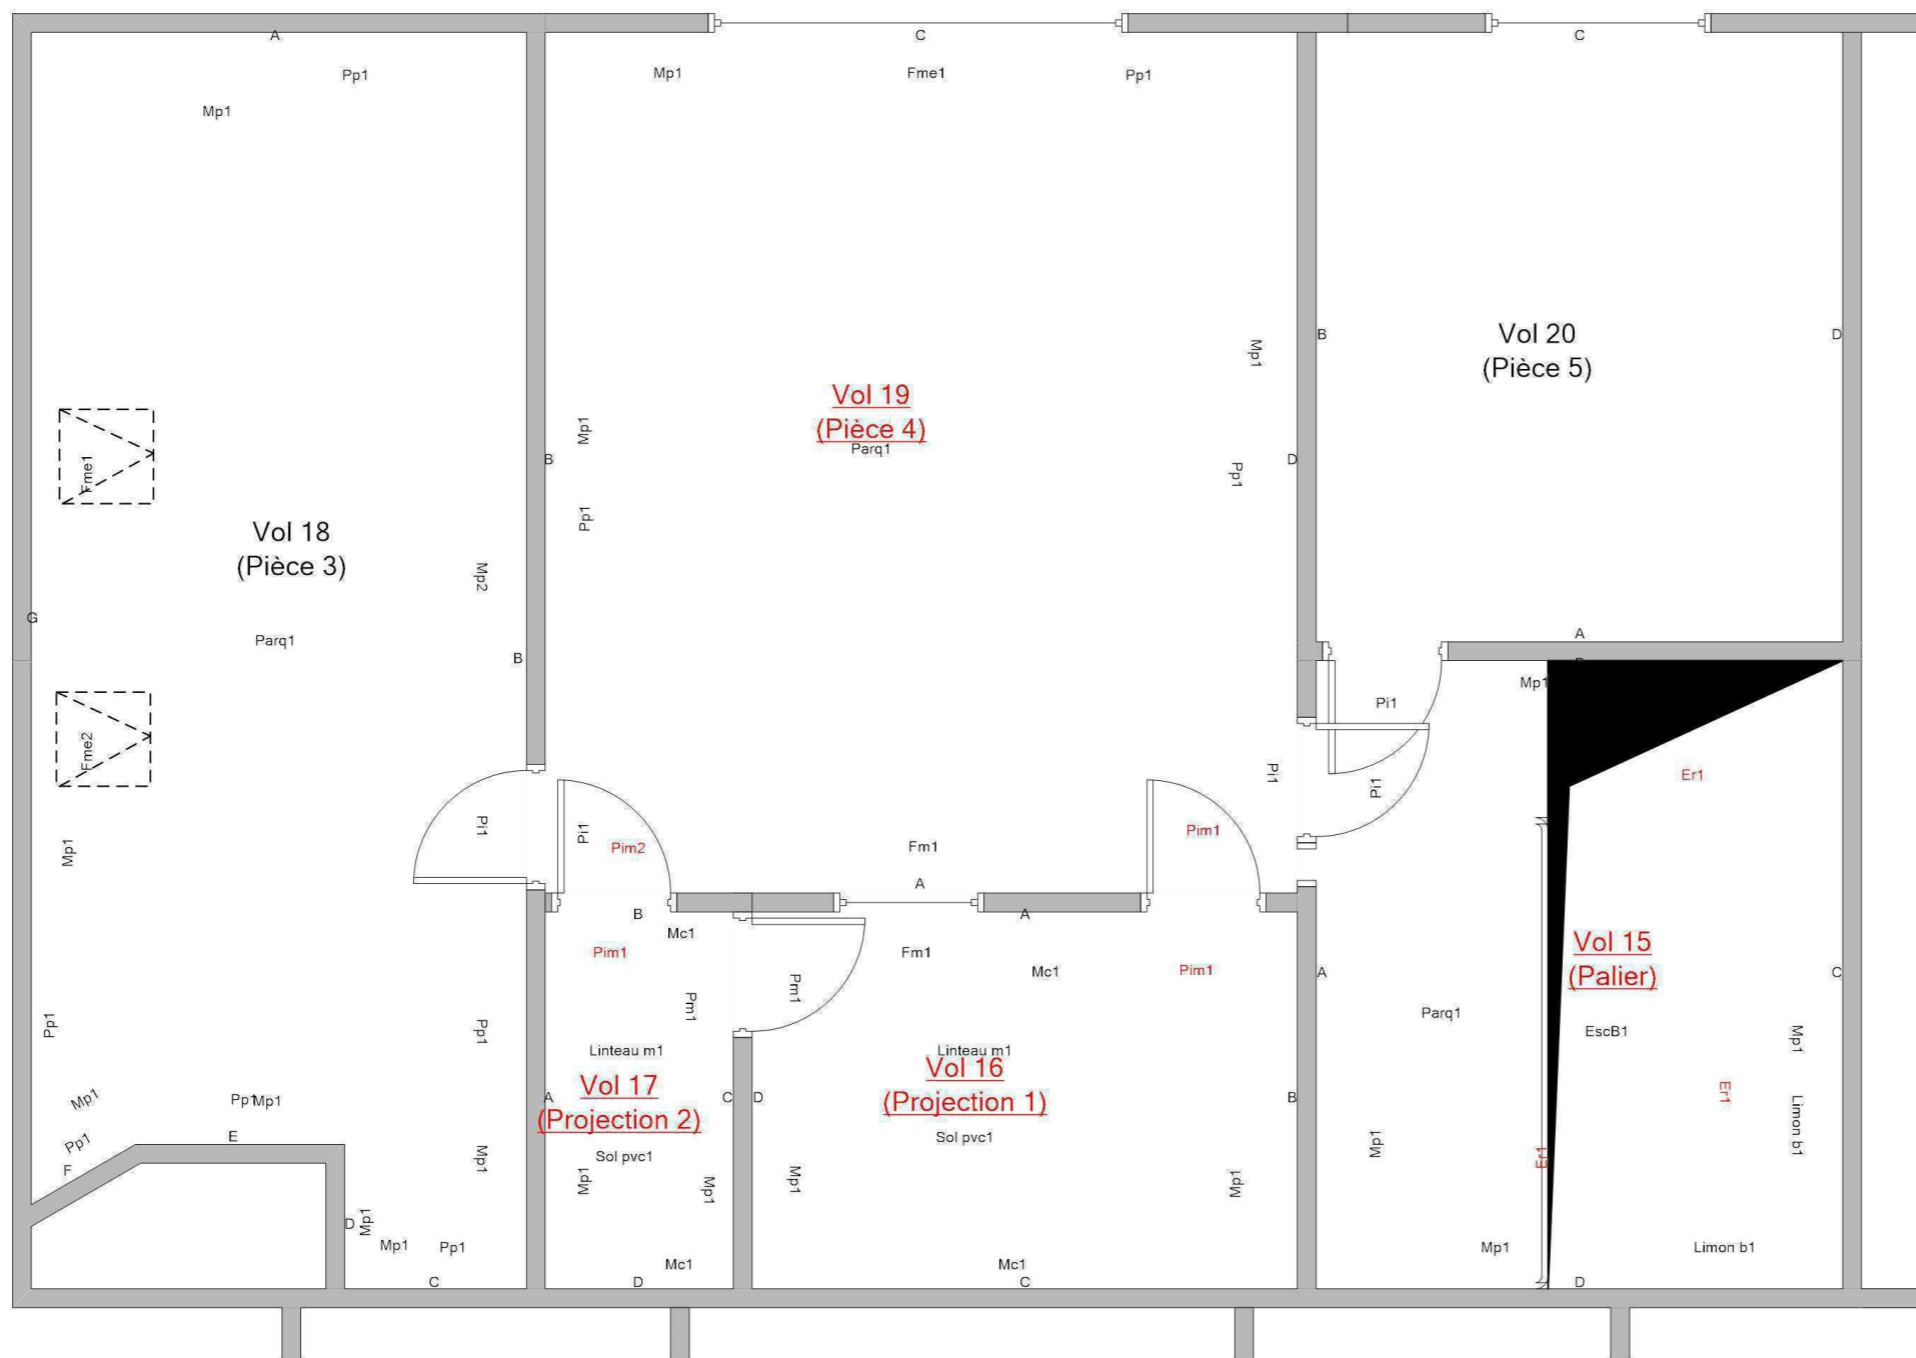 A
C
C
Pp1
Mp1
Fme1
Pp1
Mp1
B
Vol 20
(Pièce 5)
D
Mp1
Vol 19
(Pièce 4)
Parq1
Mp1
B
D
Pp1
Pp1
Fme1
Vol 18
(Pièce 3)
Mp2
G
Parq1
B
A
Mp1
Pi1
Fme2
Er1
Pi1
Pi1
Pi1
Pi1
Pim2
Pim1
Fm1
Mp1
A
B
A
Mc1
Vol 15
(Palier)
Pim1
Fm1
Mc1
Pim1
A
C
Pm1
Pm1
Parq1
EscB1
Mp1
Pp1
Pp1
Linteau m1
Linteau m1
Vol 17
(Projection 2)
Vol 16
(Projection 1)
A
C
D
B
Er1
Limon b1
Mp1
Pp1
Mp1
E
Pp1
F
Sol pvc1
Sol pvc1
Mp1
Mp1
Mp1
Mp1
Mp1
Mp1
Er1
D
Mp1
Mp1
Pp1
Mc1
Mc1
Mp1
Limon b1
C
D
C
D